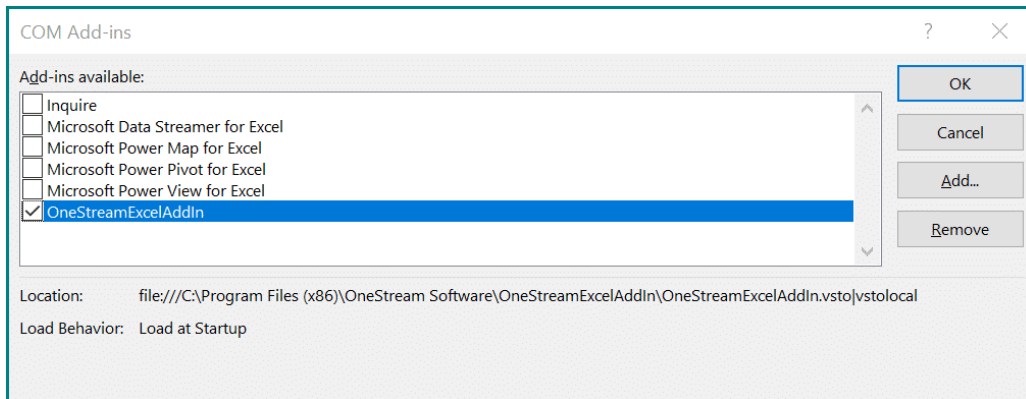 COM Add-ins
?
Add-ins available:
Inquire
Microsoft Data Streamer for Excel
Microsoft Power Map for Excel
Microsoft Power Pivot for Excel
Microsoft Power View for Excel
OneStreamExcelAddIn
OK
Cancel
Add...
Remove
Location: file:///C:\Program Files (x86)\OneStream Software\OneStreamExcelAddIn\OneStreamExcelAddIn.vsto|vstolocal
Load Behavior: Load at Startup